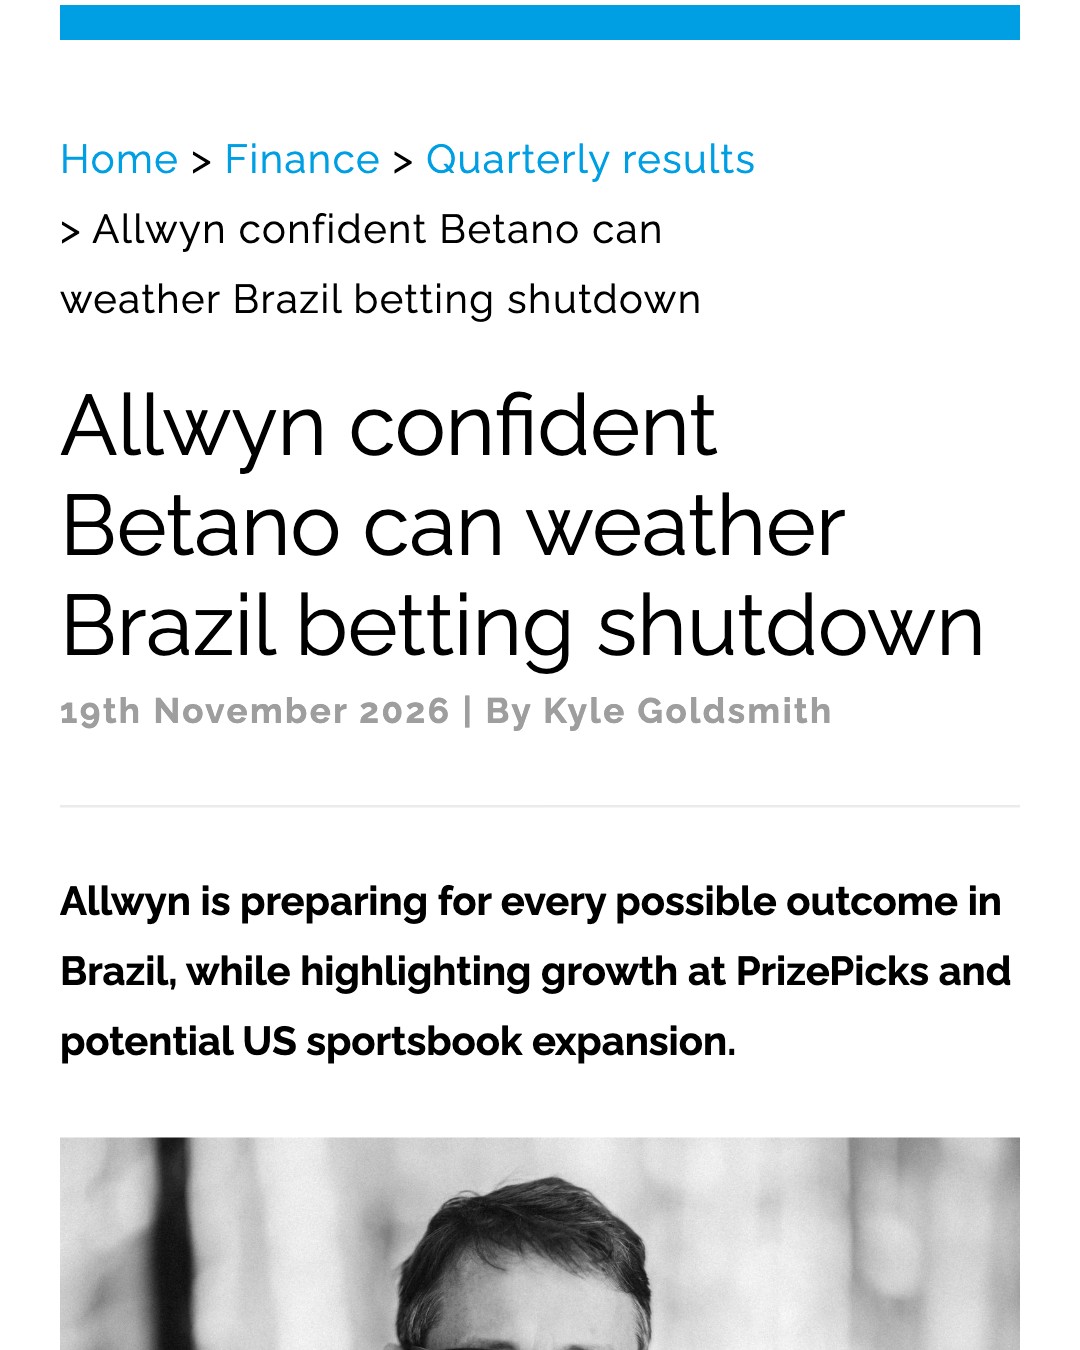 Home > Finance > Quarterly results
> Allwyn confident Betano can
weather Brazil betting shutdown
Allwyn confident
Betano can weather
Brazil betting shutdown
19th November 2026 | By Kyle Goldsmith
Allwyn is preparing for every possible outcome in
Brazil, while highlighting growth at PrizePicks and
potential US sportsbook expansion.